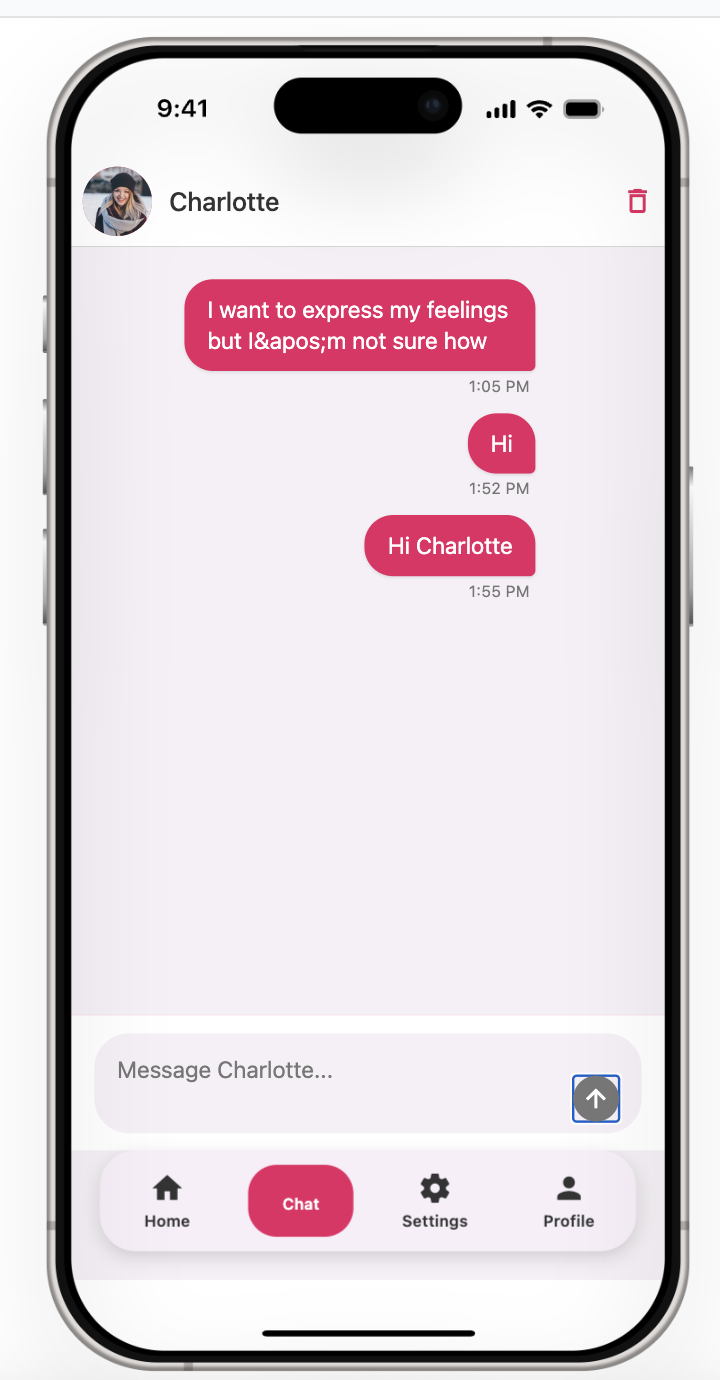 9:41
Charlotte
I want to express my feelings
but I&apos;m not sure how
1:05 PM
Hi
1:52 PM
Hi Charlotte
1:55 PM
Message Charlotte...
Home
Chat
Settings
Profile